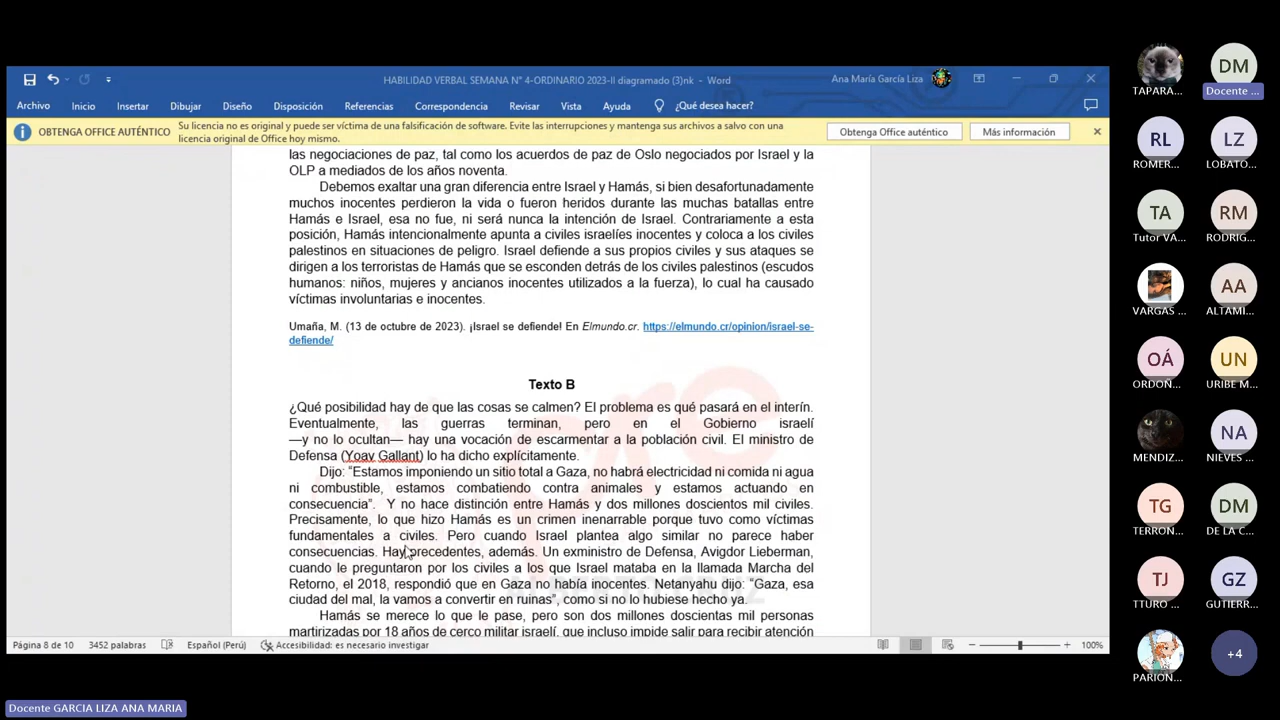 HABILIDAD VERBAL SEMANA N° 4-ORDINARIO 2023-II diagramado (3)nk - Word
Ana María García Liza
Archivo Inicio Insertar Dibujar Diseño Disposición Referencias Correspondencia Revisar Vista Ayuda ¿Qué desea hacer?
OBTENGA OFFICE AUTÉNTICO Su licencia no es original y puede ser víctima de una falsificación de software. Evite las interrupciones y mantenga sus archivos a salvo con una
licencia original de Office hoy mismo.
Obtenga Office auténtico Más información
las negociaciones de paz, tal como los acuerdos de paz de Oslo negociados por Israel y la
OLP a mediados de los años noventa.
Debemos exaltar una gran diferencia entre Israel y Hamás, si bien desafortunadamente
muchos inocentes perdieron la vida o fueron heridos durante las muchas batallas entre
Hamás e Israel, esa no fue, ni será nunca la intención de Israel. Contrariamente a esta
posición, Hamás intencionalmente apunta a civiles israelíes inocentes y coloca a los civiles
palestinos en situaciones de peligro. Israel defiende a sus propios civiles y sus ataques se
dirigen a los terroristas de Hamás que se esconden detrás de los civiles palestinos (escudos
humanos: niños, mujeres y ancianos inocentes utilizados a la fuerza), lo cual ha causado
víctimas involuntarias e inocentes.
Umaña, M. (13 de octubre de 2023). ¡Israel se defiende! En Elmundo.cr. https://elmundo.cr/opinion/israel-se-
defiende/
Texto B
¿Qué posibilidad hay de que las cosas se calmen? El problema es qué pasará en el interín.
Eventualmente, las guerras terminan, pero en el Gobierno israelí
—y no lo ocultan— hay una vocación de escarmentar a la población civil. El ministro de
Defensa (Yoav Gallant) lo ha dicho explícitamente.
Dijo: “Estamos imponiendo un sitio total a Gaza, no habrá electricidad ni comida ni agua
ni combustible, estamos combatiendo contra animales y estamos actuando en
consecuencia”. Y no hace distinción entre Hamás y dos millones doscientos mil civiles.
Precisamente, lo que hizo Hamás es un crimen inenarrable porque tuvo como víctimas
fundamentales a civiles. Pero cuando Israel plantea algo similar no parece haber
consecuencias. Hay precedentes, además. Un exministro de Defensa, Avigdor Lieberman,
cuando le preguntaron por los civiles a los que Israel mataba en la llamada Marcha del
Retorno, el 2018, respondió que en Gaza no había inocentes. Netanyahu dijo: “Gaza, esa
ciudad del mal, la vamos a convertir en ruinas”, como si no lo hubiese hecho ya.
Hamás se merece lo que le pase, pero son dos millones doscientas mil personas
martirizadas por 18 años de cerco militar israelí, que incluso impide salir para recibir atención
Página 8 de 10 3452 palabras Español (Perú) Accesibilidad: es necesario investigar 100%
Docente GARCIA LIZA ANA MARIA
TAPARA...
DM
Docente ...
RL
ROMER...
LZ
LOBATO...
TA
Tutor VA...
RM
RODRIG...
VARGAS ...
AA
ALTAMI...
OÁ
ORDOÑ...
UN
URIBE M...
MENDIZ...
NA
NIEVES ...
TG
TERRON...
DM
DE LA C...
TJ
TTURO ...
GZ
GUTIERR...
PARION...
+4